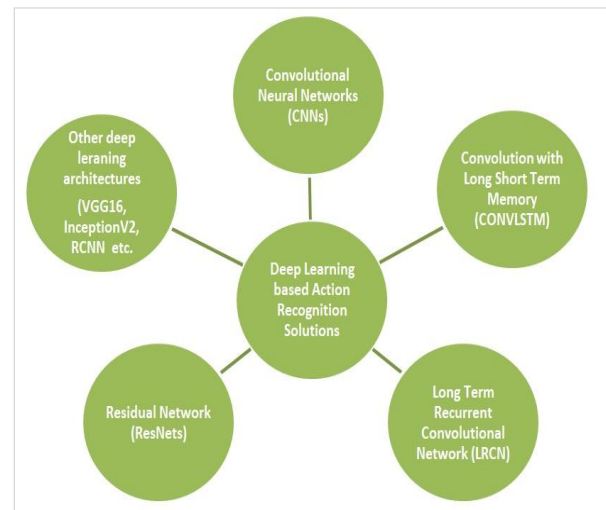 Convolutional
Neural Networks
(CNNs)
Other deep
leraning
architectures
(VGG16,
InceptionV2,
RCNN etc.
Convolution with
Long Short Term
Memory
(CONVLSTM)
Deep Learning
based Action
Recognition
Solutions
Residual Network
(ResNets)
Long Term
Recurrent
Convolutional
Network (LRCN)